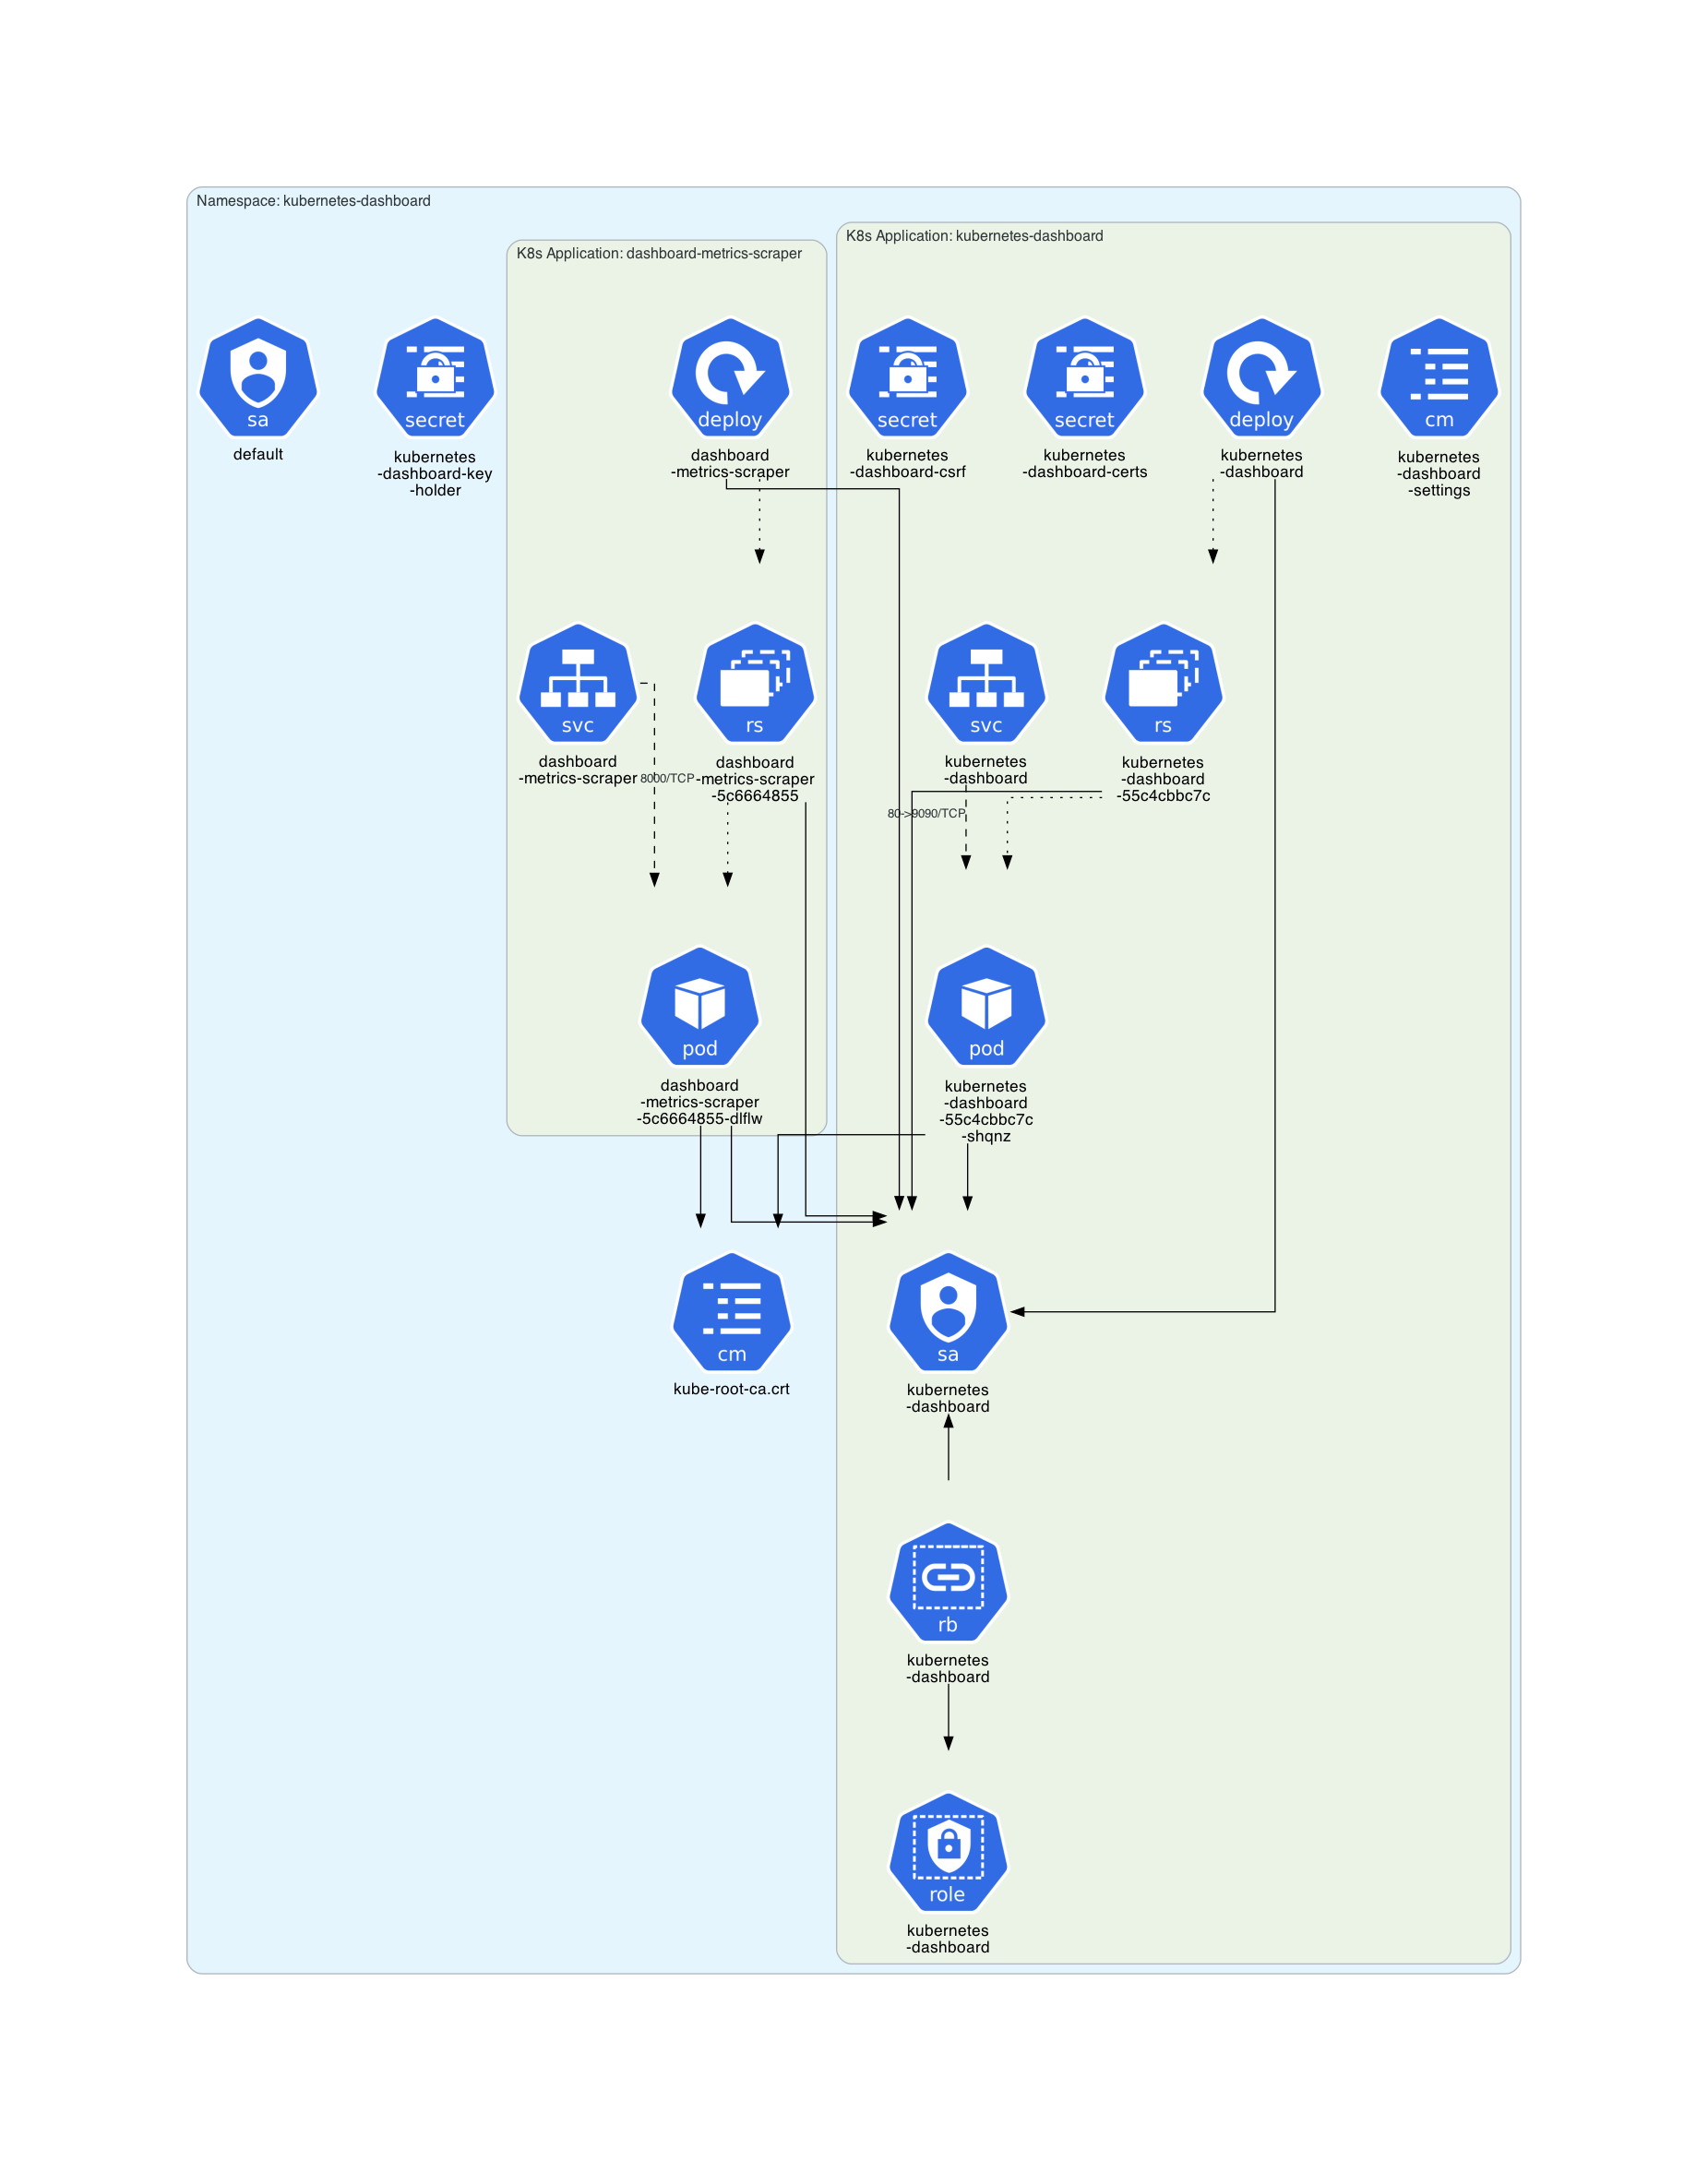 Namespace: kubernetes-dashboard
K8s Application: kubernetes-dashboard
K8s Application: dashboard-metrics-scraper
sa
default
secret
kubernetes
-dashboard-key
-holder
deploy
dashboard
-metrics-scraper
secret
kubernetes
-dashboard-csrf
secret
kubernetes
-dashboard-certs
deploy
kubernetes
-dashboard
cm
kubernetes
-dashboard
-settings
svc
dashboard
-metrics-scraper
8000/TCP
rs
dashboard
-metrics-scraper
-5c6664855
svc
kubernetes
-dashboard
80->9090/TCP
rs
kubernetes
-dashboard
-55c4cbbc7c
pod
dashboard
-metrics-scraper
-5c6664855-dlflw
pod
kubernetes
-dashboard
-55c4cbbc7c
-shqnz
cm
kube-root-ca.crt
sa
kubernetes
-dashboard
rb
kubernetes
-dashboard
role
kubernetes
-dashboard